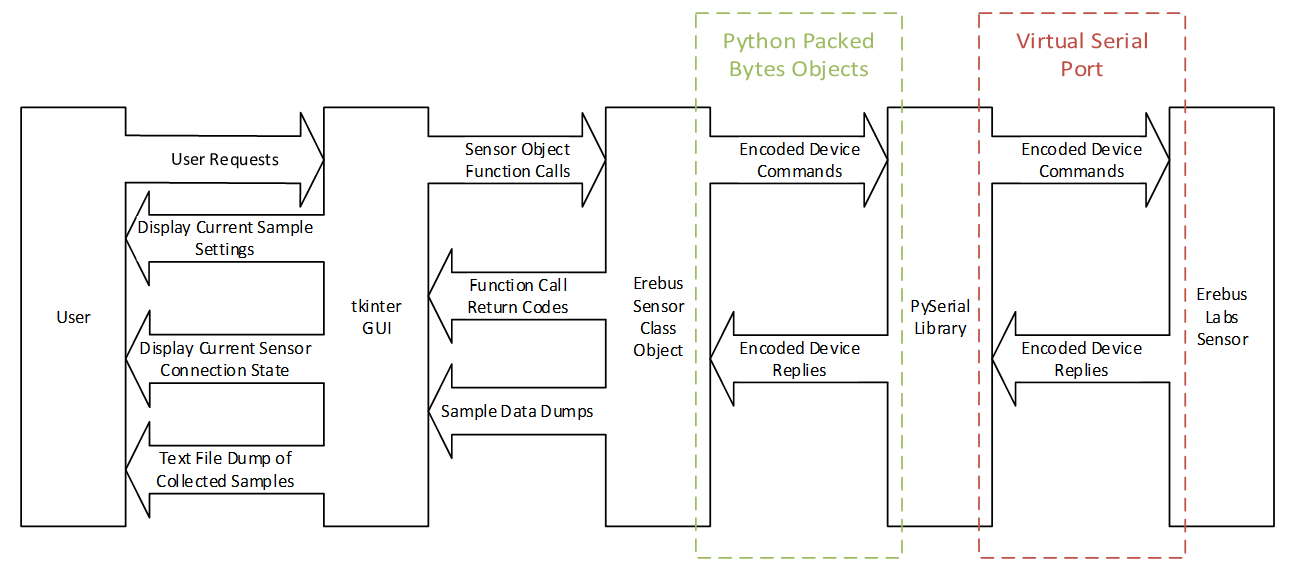 Python Packed
Bytes Objects
Virtual Serial
Port
User Requests
Sensor Object
Function Calls
Encoded Device
Commands
Encoded Device
Commands
Display Current Sample
Settings
User
tkinter
GUI
Function Call
Return Codes
Erebus
Sensor
Class
Object
PySerial
Library
Erebus
Labs
Sensor
Display Current Sensor
Connection State
Encoded Device
Replies
Encoded Device
Replies
Sample Data Dumps
Text File Dump of
Collected Samples